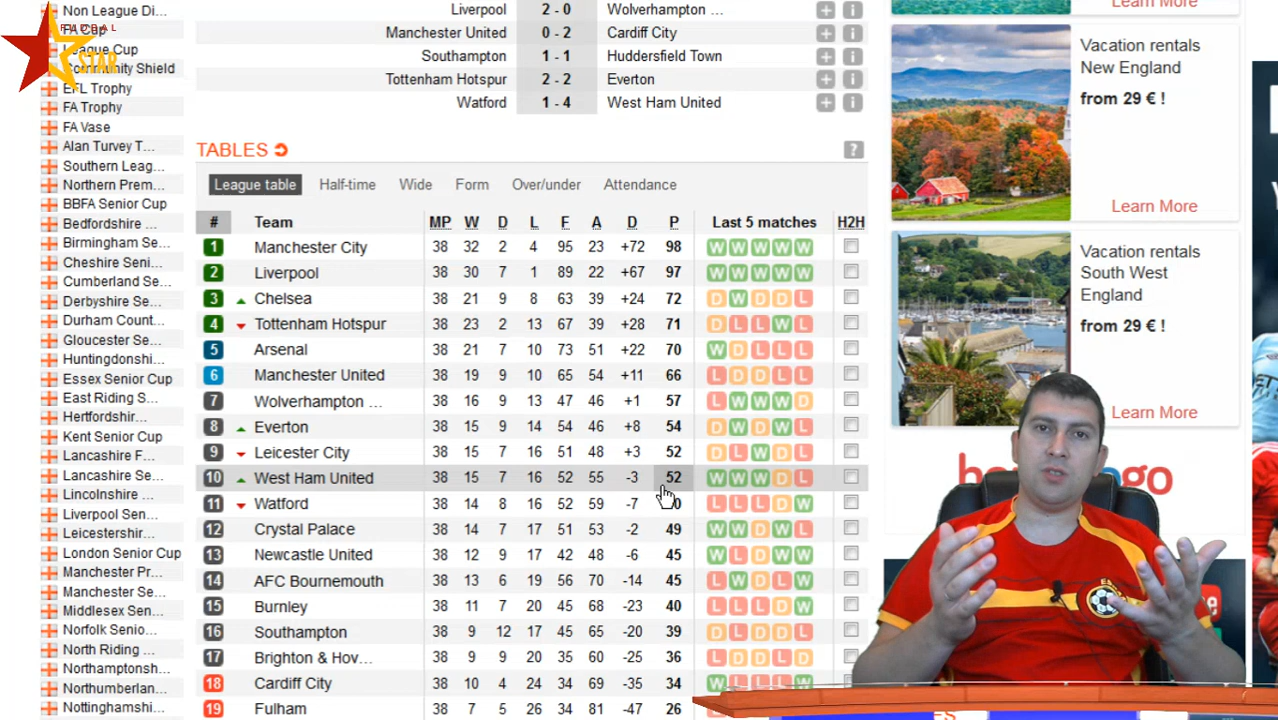 Non League Di...
FA Cup
League Cup
Community Shield
EFL Trophy
FA Trophy
FA Vase
Alan Turvey T...
Southern Leag...
Northern Prem...
BBFA Senior Cup
Bedfordshire ...
Birmingham Se...
Cheshire Seni...
Cumberland Se...
Derbyshire Se...
Durham Count...
Gloucester Se...
Huntingdonshi...
Essex Senior Cup
East Riding S...
Hertfordshir...
Kent Senior Cup
Lancashire F...
Lancashire Se...
Lincolnshire ...
Liverpool Sen...
Leicestershir...
London Senior Cup
Manchester Pr...
Manchester Se...
Middlesex Sen...
Norfolk Senio...
North Riding ...
Northamptonsh...
Northumberlan...
Nottinghamshi...
STAR
Liverpool 2 - 0 Wolverhampton ...
Manchester United 0 - 2 Cardiff City
Southampton 1 - 1 Huddersfield Town
Tottenham Hotspur 2 - 2 Everton
Watford 1 - 4 West Ham United
TABLES ?
League table Half-time Wide Form Over/under Attendance
# Team MP W D L F A D P Last 5 matches H2H
1 Manchester City 38 32 2 4 95 23 +72 98 W W W W W
2 Liverpool 38 30 7 1 89 22 +67 97 W W W W W
3 Chelsea 38 21 9 8 63 39 +24 72 D W D D L
4 Tottenham Hotspur 38 23 2 13 67 39 +28 71 D L L W L
5 Arsenal 38 21 7 10 73 51 +22 70 W D L L L
6 Manchester United 38 19 9 10 65 54 +11 66 L D D L L
7 Wolverhampton ... 38 16 9 13 47 46 +1 57 L W W W D
8 Everton 38 15 9 14 54 46 +8 54 D W D W L
9 Leicester City 38 15 7 16 51 48 +3 52 D L W D L
10 West Ham United 38 15 7 16 52 55 -3 52 W W W D L
11 Watford 38 14 8 16 52 59 -7 L L L D W
12 Crystal Palace 38 14 7 17 51 53 -2 49 W W D L W
13 Newcastle United 38 12 9 17 42 48 -6 45 W L D W W
14 AFC Bournemouth 38 13 6 19 56 70 -14 45 L W D L W
15 Burnley 38 11 7 20 45 68 -23 40 L L L D W
16 Southampton 38 9 12 17 45 65 -20 39 D L D D L
17 Brighton & Hov... 38 9 9 20 35 60 -25 36 L D D L D
18 Cardiff City 38 10 4 24 34 69 -35 34 W L L L W
19 Fulham 38 7 5 26 34 81 -47 26
Learn More
Vacation rentals
New England
from 29 € !
Learn More
Vacation rentals
South West
England
from 29 € !
Learn More